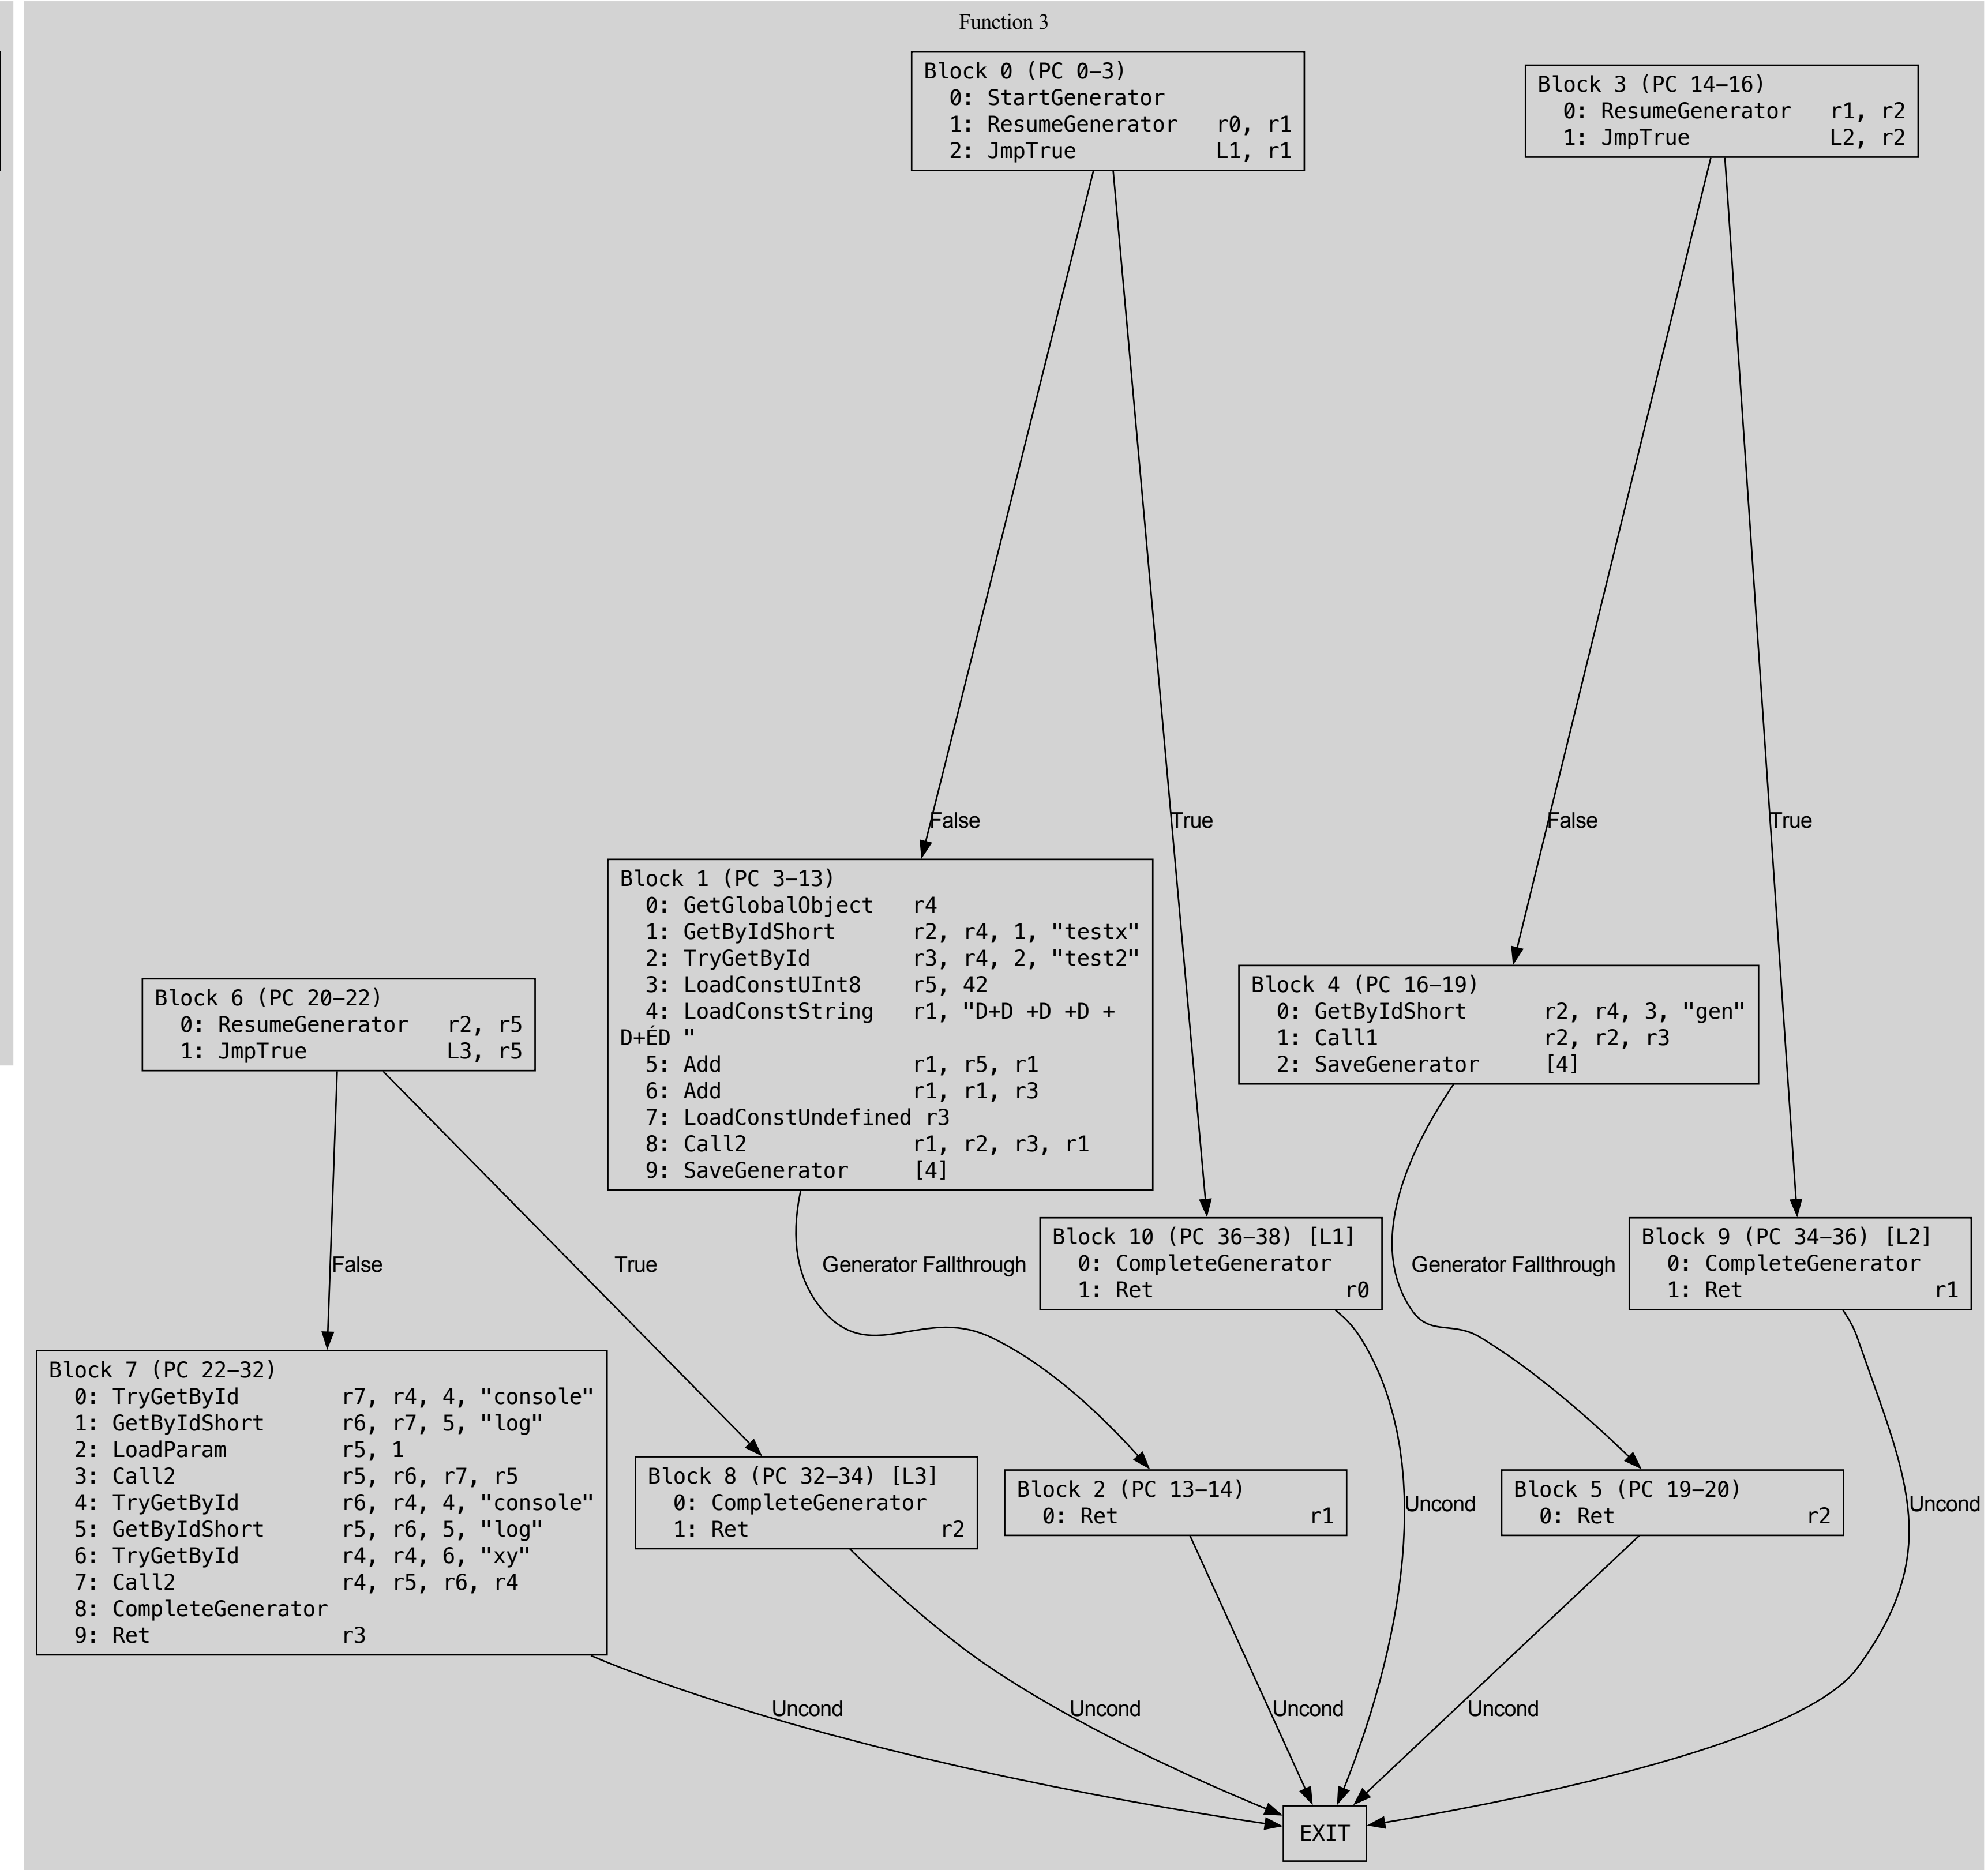 Function 3
Block 0 (PC 0–3)
0: StartGenerator
1: ResumeGenerator r0, r1
2: JmpTrue L1, r1
Block 3 (PC 14–16)
0: ResumeGenerator r1, r2
1: JmpTrue L2, r2
False
True
False
True
Block 1 (PC 3–13)
0: GetGlobalObject r4
1: GetByIdShort r2, r4, 1, "testx"
2: TryGetById r3, r4, 2, "test2"
3: LoadConstUInt8 r5, 42
4: LoadConstString r1, "D+D +D +D +
D+ÉD "
5: Add r1, r5, r1
6: Add r1, r1, r3
7: LoadConstUndefined r3
8: Call2 r1, r2, r3, r1
9: SaveGenerator [4]
Block 6 (PC 20–22)
0: ResumeGenerator r2, r5
1: JmpTrue L3, r5
Block 4 (PC 16–19)
0: GetByIdShort r2, r4, 3, "gen"
1: Call1 r2, r2, r3
2: SaveGenerator [4]
False
True
Generator Fallthrough
Block 10 (PC 36–38) [L1]
0: CompleteGenerator
1: Ret r0
Generator Fallthrough
Block 9 (PC 34–36) [L2]
0: CompleteGenerator
1: Ret r1
Block 7 (PC 22–32)
0: TryGetById r7, r4, 4, "console"
1: GetByIdShort r6, r7, 5, "log"
2: LoadParam r5, 1
3: Call2 r5, r6, r7, r5
4: TryGetById r6, r4, 4, "console"
5: GetByIdShort r5, r6, 5, "log"
6: TryGetById r4, r4, 6, "xy"
7: Call2 r4, r5, r6, r4
8: CompleteGenerator
9: Ret r3
Block 8 (PC 32–34) [L3]
0: CompleteGenerator
1: Ret r2
Block 2 (PC 13–14)
0: Ret r1
Uncond
Block 5 (PC 19–20)
0: Ret r2
Uncond
Uncond
Uncond
Uncond
Uncond
EXIT